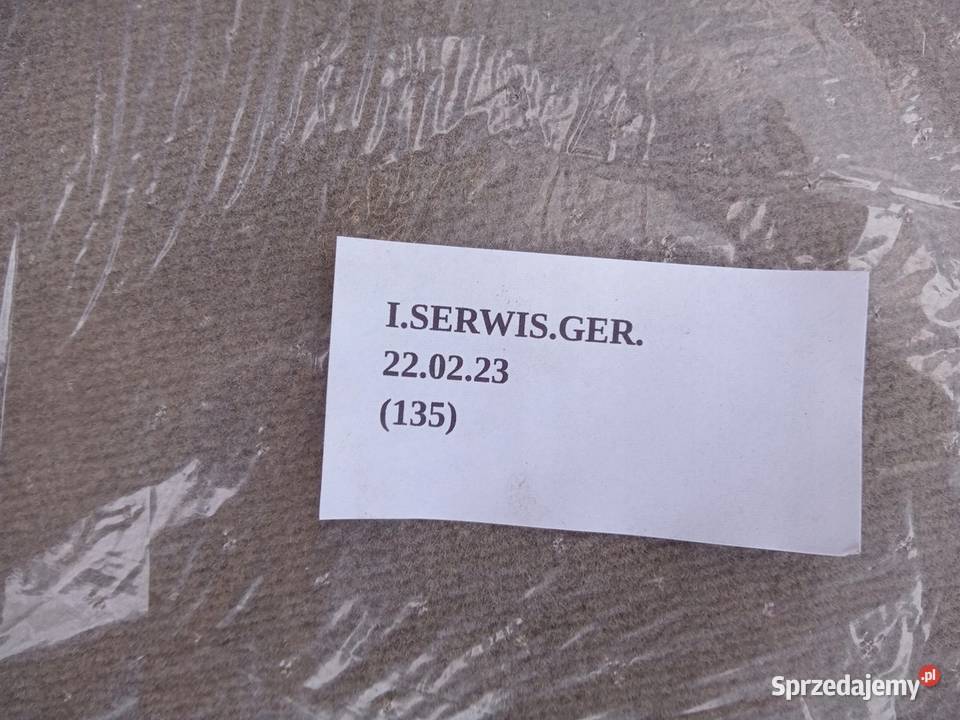 I.SERWIS.GER.
22.02.23
(135)
Sprzedajemy.pl